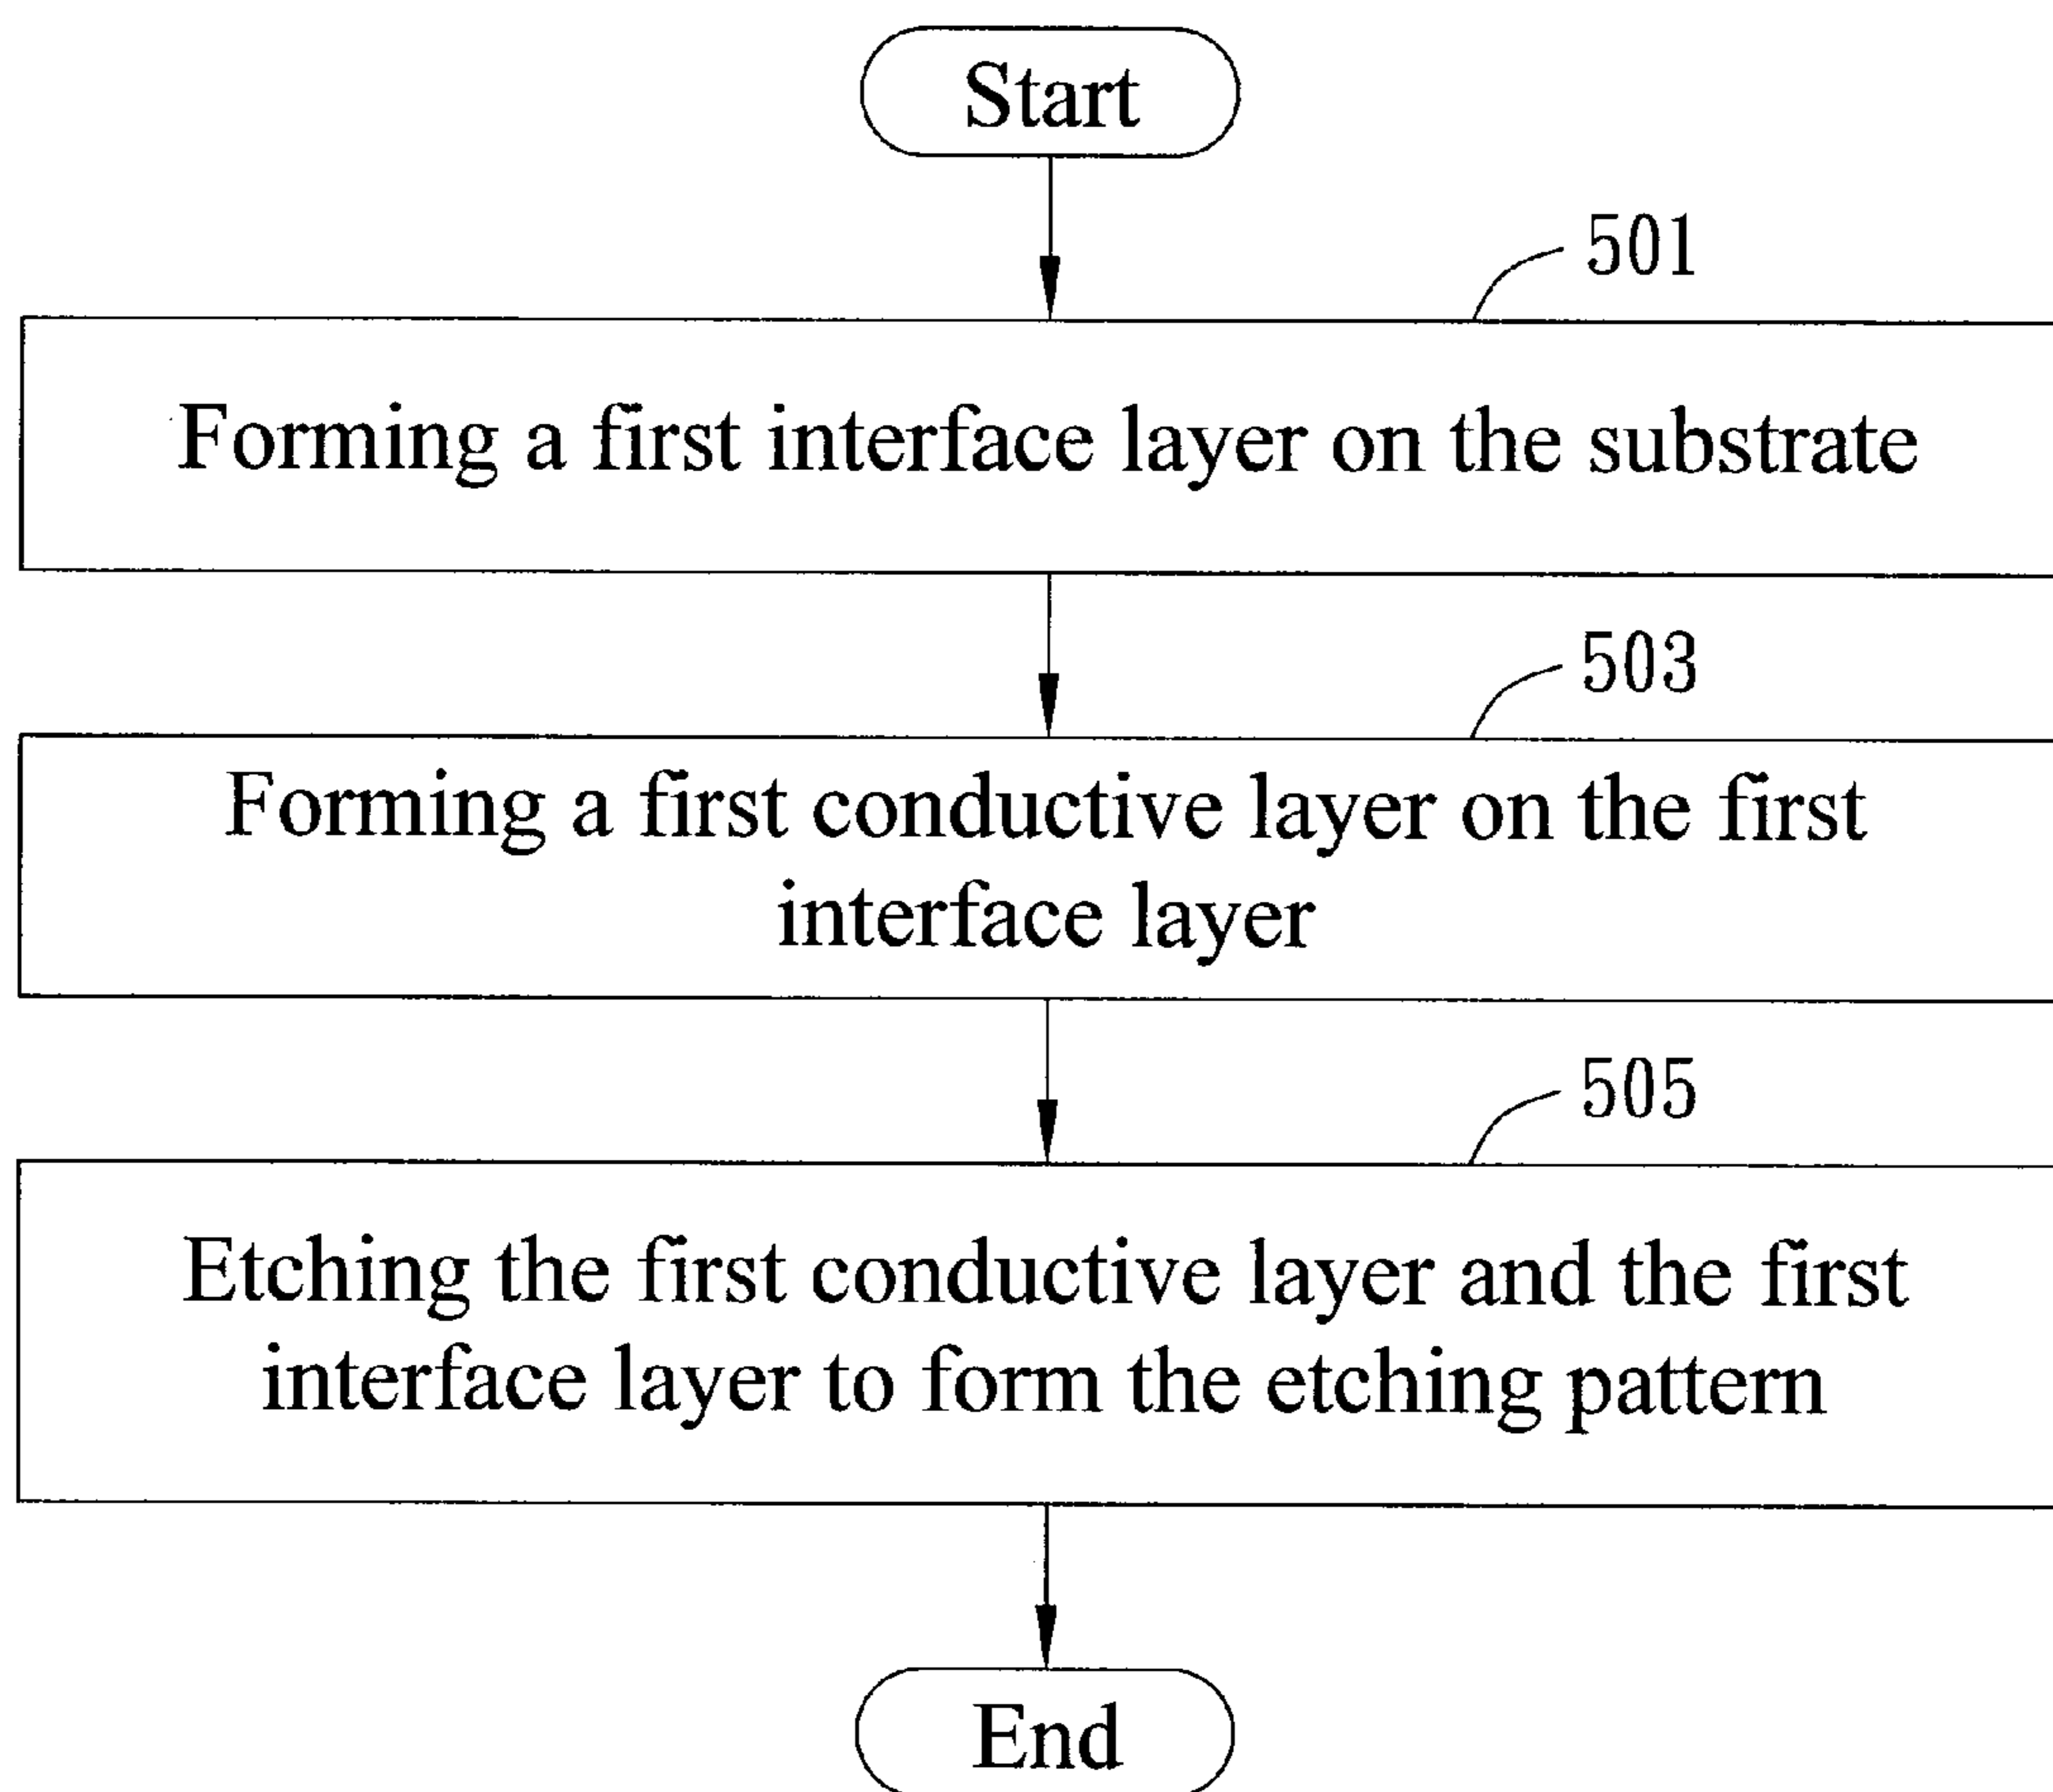 Start
501
Forming a first interface layer on the substrate
503
Forming a first conductive layer on the first
interface layer
505
Etching the first conductive layer and the first
interface layer to form the etching pattern
End